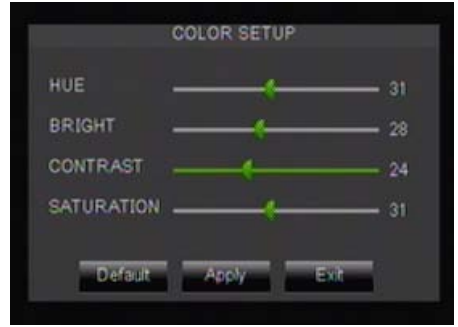 COLOR SETUP
HUE 31
BRIGHT 28
CONTRAST 24
SATURATION 31
Default Apply Exit